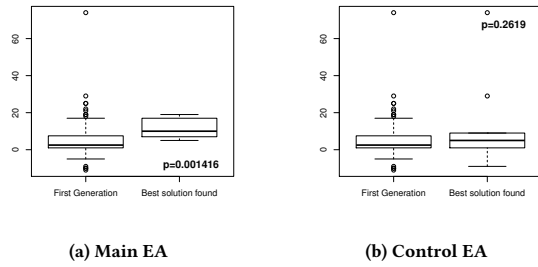 60
40
20
0
p=0.001416
First Generation
Best solution found
(a) Main EA
60
40
20
0
p=0.2619
First Generation
Best solution found
(b) Control EA